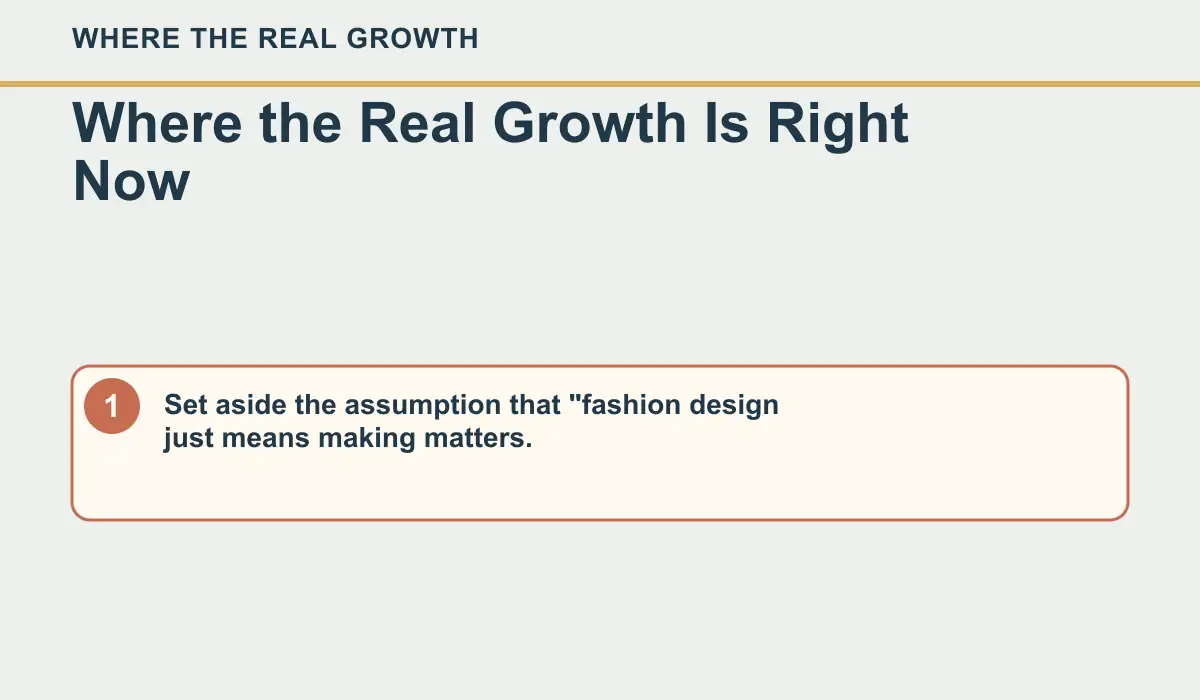 WHERE THE REAL GROWTH
Where the Real Growth Is Right
Now
1
Set aside the assumption that "fashion design
just means making matters.